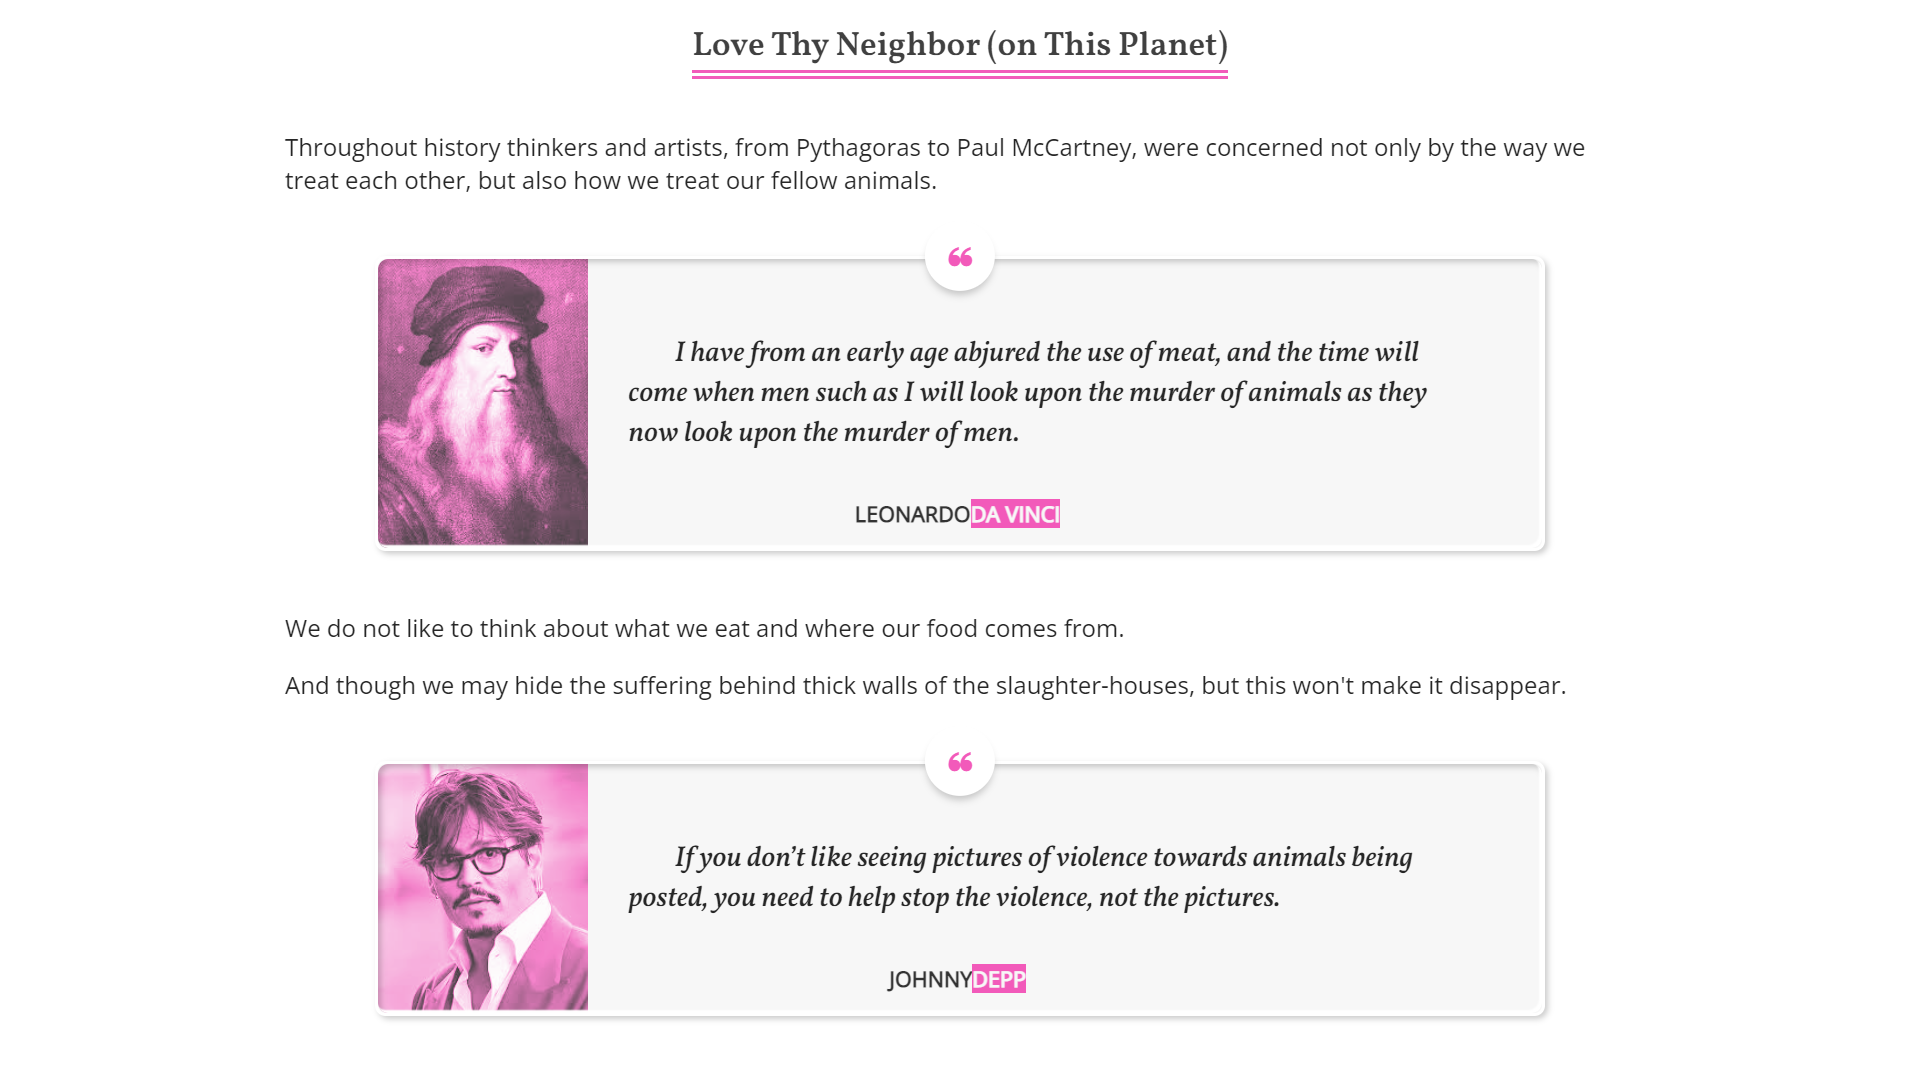 Love Thy Neighbor (on This Planet)
Throughout history thinkers and artists, from Pythagoras to Paul McCartney, were concerned not only by the way we
treat each other, but also how we treat our fellow animals.
❝
I have from an early age abjured the use of meat, and the time will
come when men such as I will look upon the murder of animals as they
now look upon the murder of men.
LEONARDODA VINCI
We do not like to think about what we eat and where our food comes from.
And though we may hide the suffering behind thick walls of the slaughter-houses, but this won't make it disappear.
❝
If you don’t like seeing pictures of violence towards animals being
posted, you need to help stop the violence, not the pictures.
JOHNNYDEPP